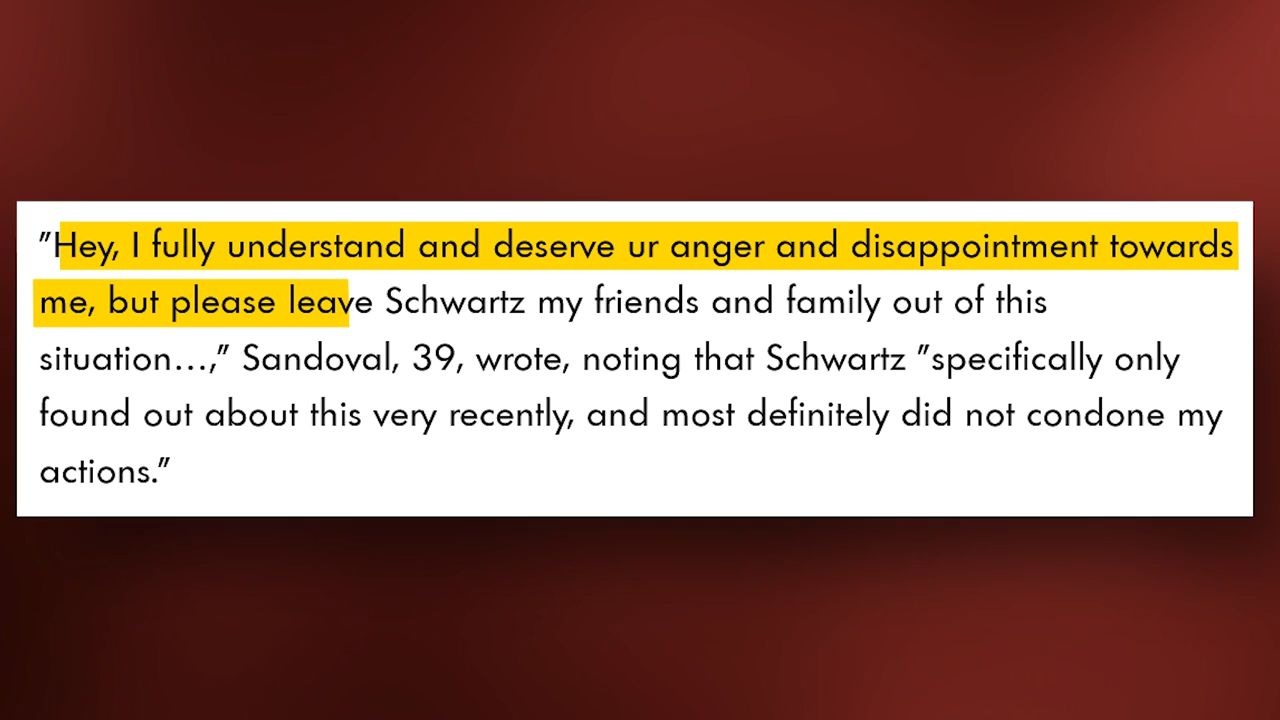 "Hey, I fully understand and deserve ur anger and disappointment towards
me, but please leave Schwartz my friends and family out of this
situation...," Sandoval, 39, wrote, noting that Schwartz "specifically only
found out about this very recently, and most definitely did not condone my
actions."